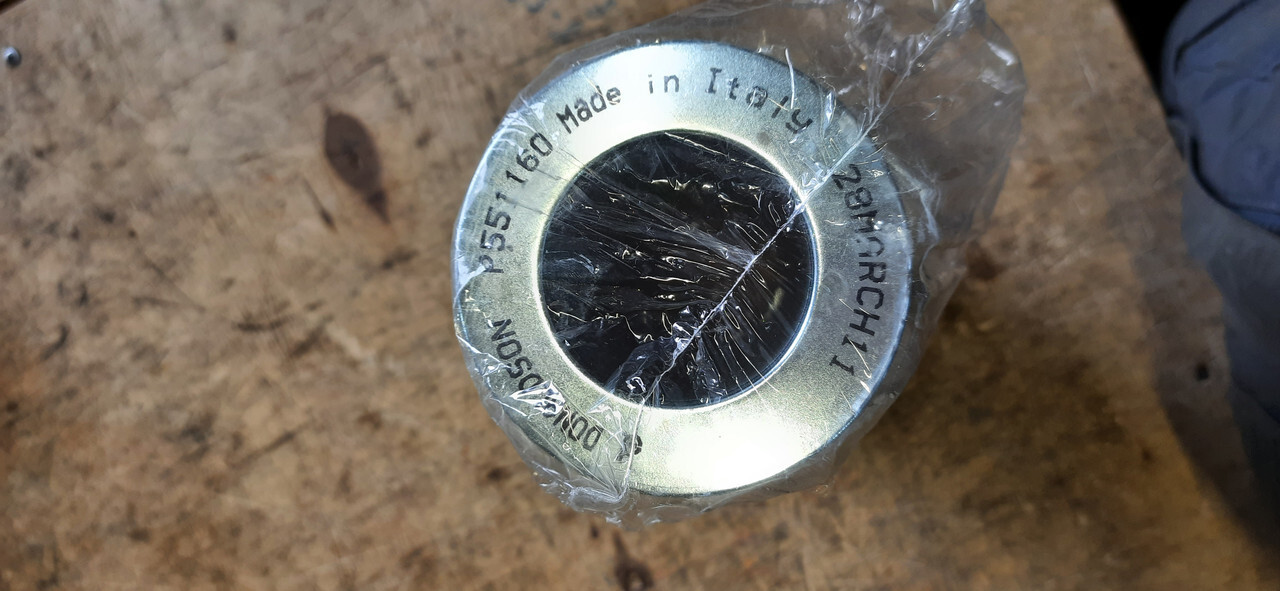 DONALDSON P551160 Made in Italy 28MARCH11